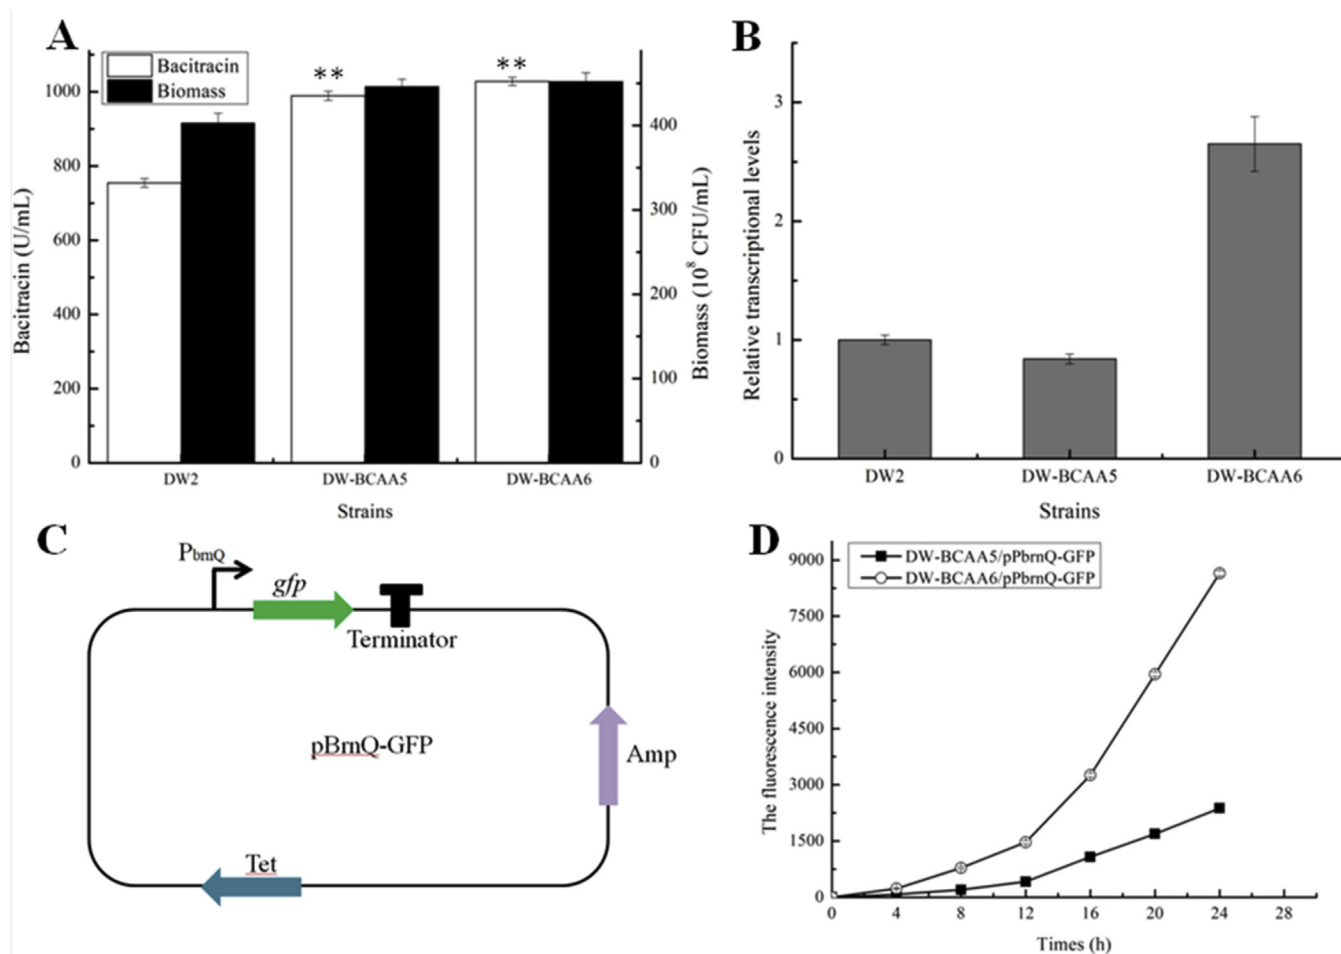 A
Bacitracin
Biomass
**
**
1000
800
600
400
200
0
Bacitracin (U/mL)
400
300
200
100
0
Biomass (10⁸ CFU/mL)
DW2
DW-BCAA5
DW-BCAA6
Strains
B
3
2
1
0
Relative transcriptional levels
DW2
DW-BCAA5
DW-BCAA6
Strains
C
PbrnQ
gfp
Terminator
pBrnQ-GFP
Amp
Tet
D
DW-BCAA5/pPbrnQ-GFP
DW-BCAA6/pPbrnQ-GFP
9000
7500
6000
4500
3000
1500
0
The fluorescence intensity
0
4
8
12
16
20
24
28
Times (h)